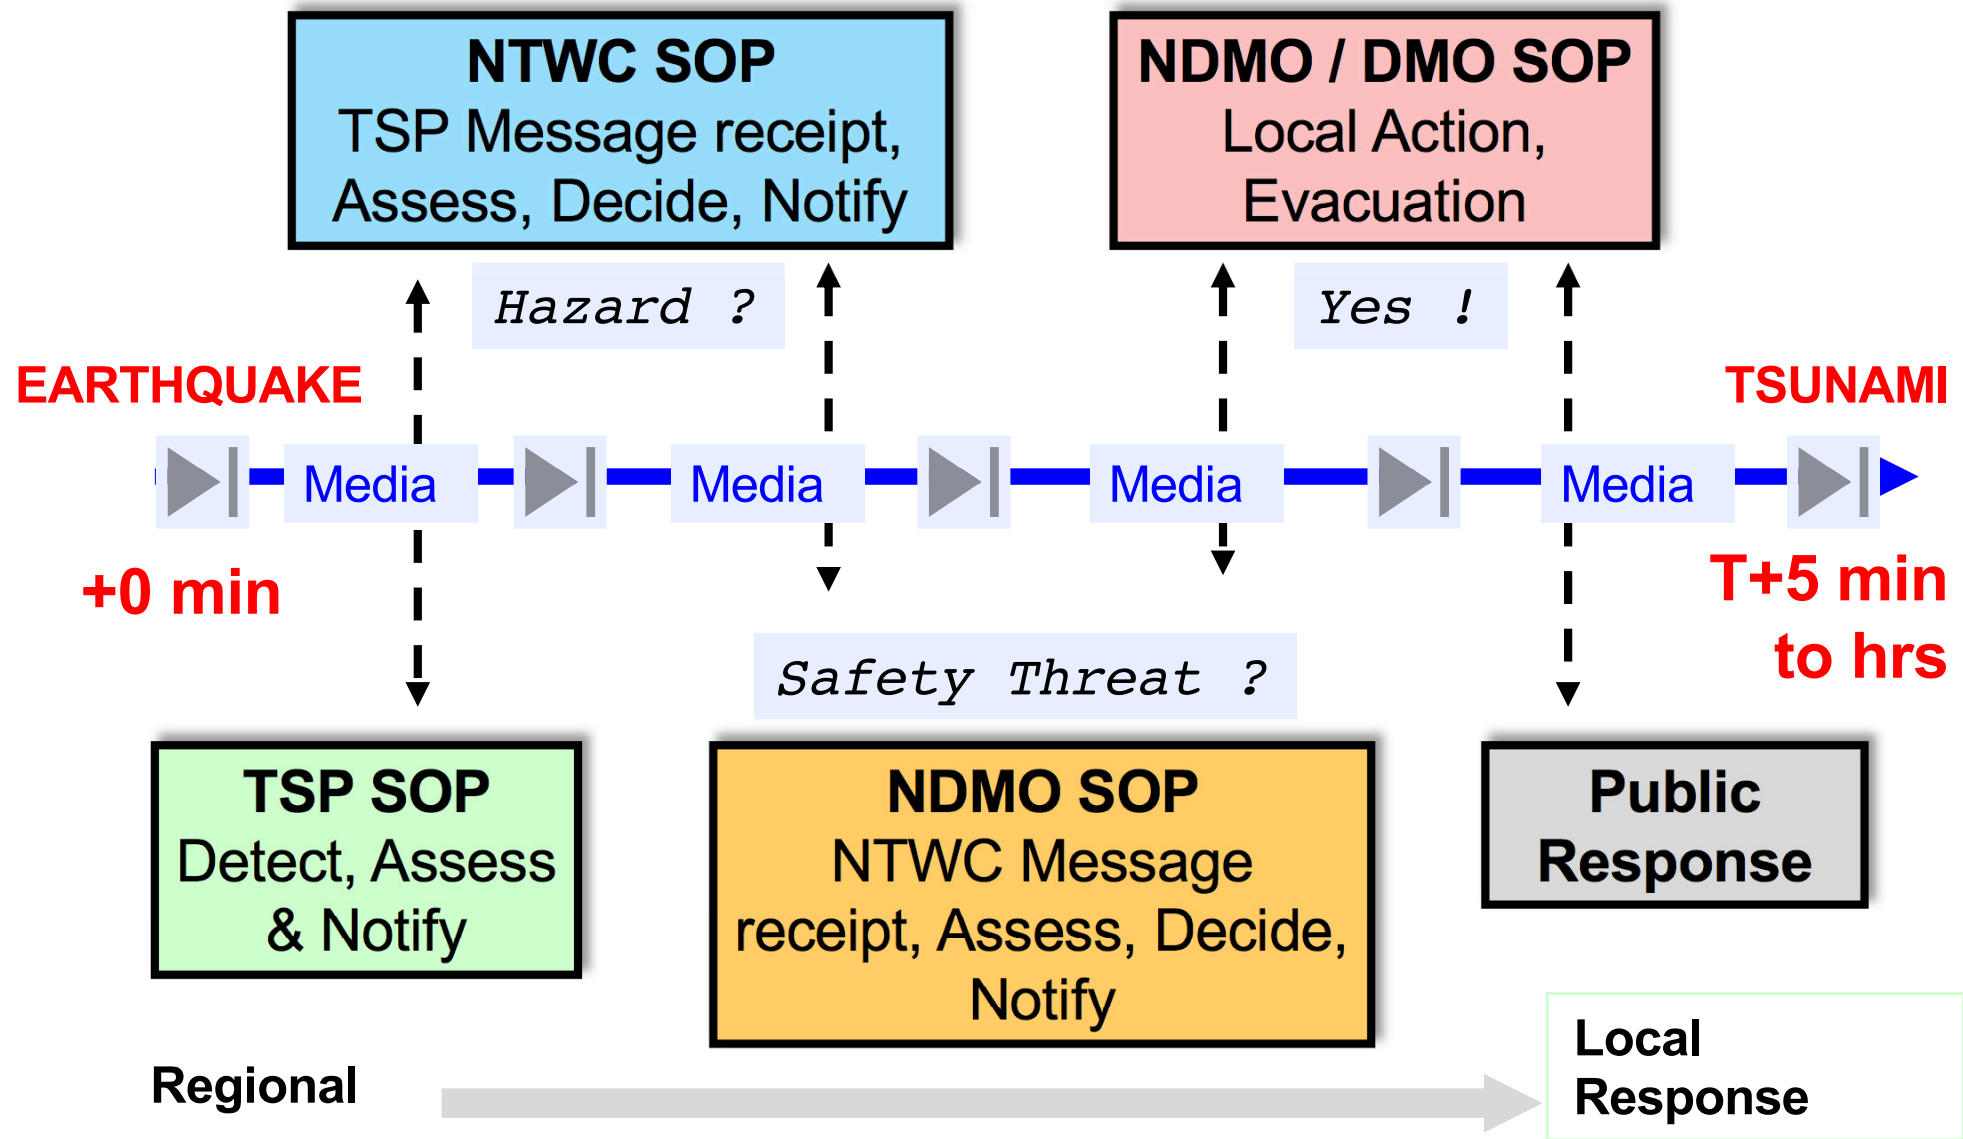 NTWC SOP
TSP Message receipt,
Assess, Decide, Notify
NDMO / DMO SOP
Local Action,
Evacuation
Hazard ?
Yes !
EARTHQUAKE
TSUNAMI
Media
Media
Media
Media
+0 min
T+5 min
to hrs
Safety Threat ?
TSP SOP
Detect, Assess
& Notify
NDMO SOP
NTWC Message
receipt, Assess, Decide,
Notify
Public
Response
Regional
Local
Response